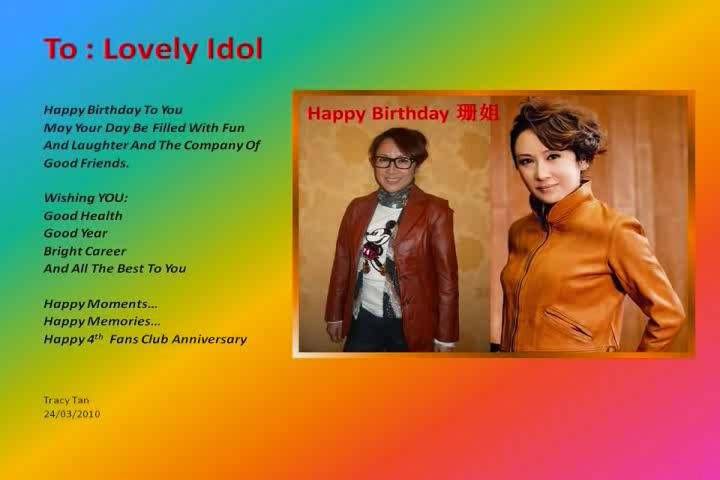 To : Lovely Idol
Happy Birthday To You
May Your Day Be Filled With Fun
And Laughter And The Company Of
Good Friends.
Wishing YOU:
Good Health
Good Year
Bright Career
And All The Best To You
Happy Moments...
Happy Memories...
Happy 4th Fans Club Anniversary
Tracy Tan
24/03/2010
Happy Birthday 珊姐